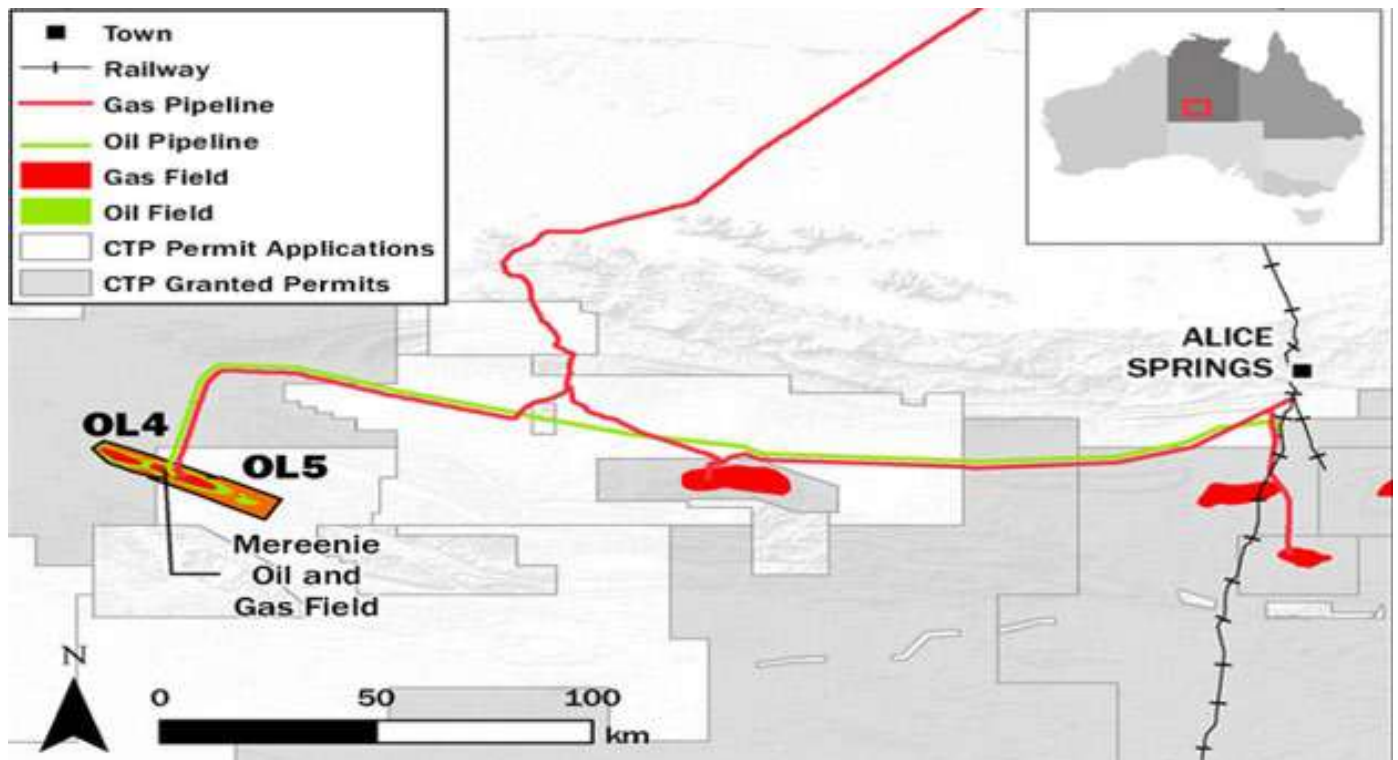 Town
Railway
Gas Pipeline
Oil Pipeline
Gas Field
Oil Field
CTP Permit Applications
CTP Granted Permits
ALICE
SPRINGS
OL4
OL5
Mereenie
Oil and
Gas Field
N
0 50 100
km